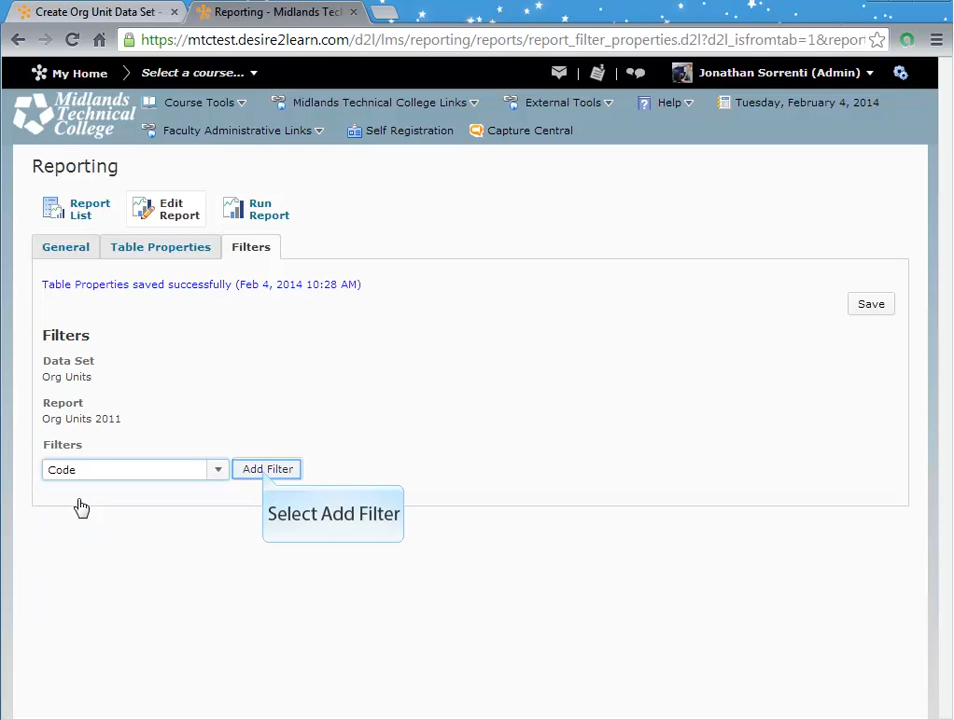 Create Org Unit Data Set -
Reporting - Midlands Tec
https://mtctest.desire2learn.com/d2l/lms/reporting/reports/report_filter_properties.d2l?d2l_isfromtab=1&repor
My Home
Select a course...
Jonathan Sorrenti (Admin)
Midlands
Technical
College
Course Tools
Midlands Technical College Links
External Tools
Help
Tuesday, February 4, 2014
Faculty Administrative Links
Self Registration
Capture Central
Reporting
Report
List
Edit
Report
Run
Report
General
Table Properties
Filters
Table Properties saved successfully (Feb 4, 2014 10:28 AM)
Save
Filters
Data Set
Org Units
Report
Org Units 2011
Filters
Code
Add Filter
Select Add Filter